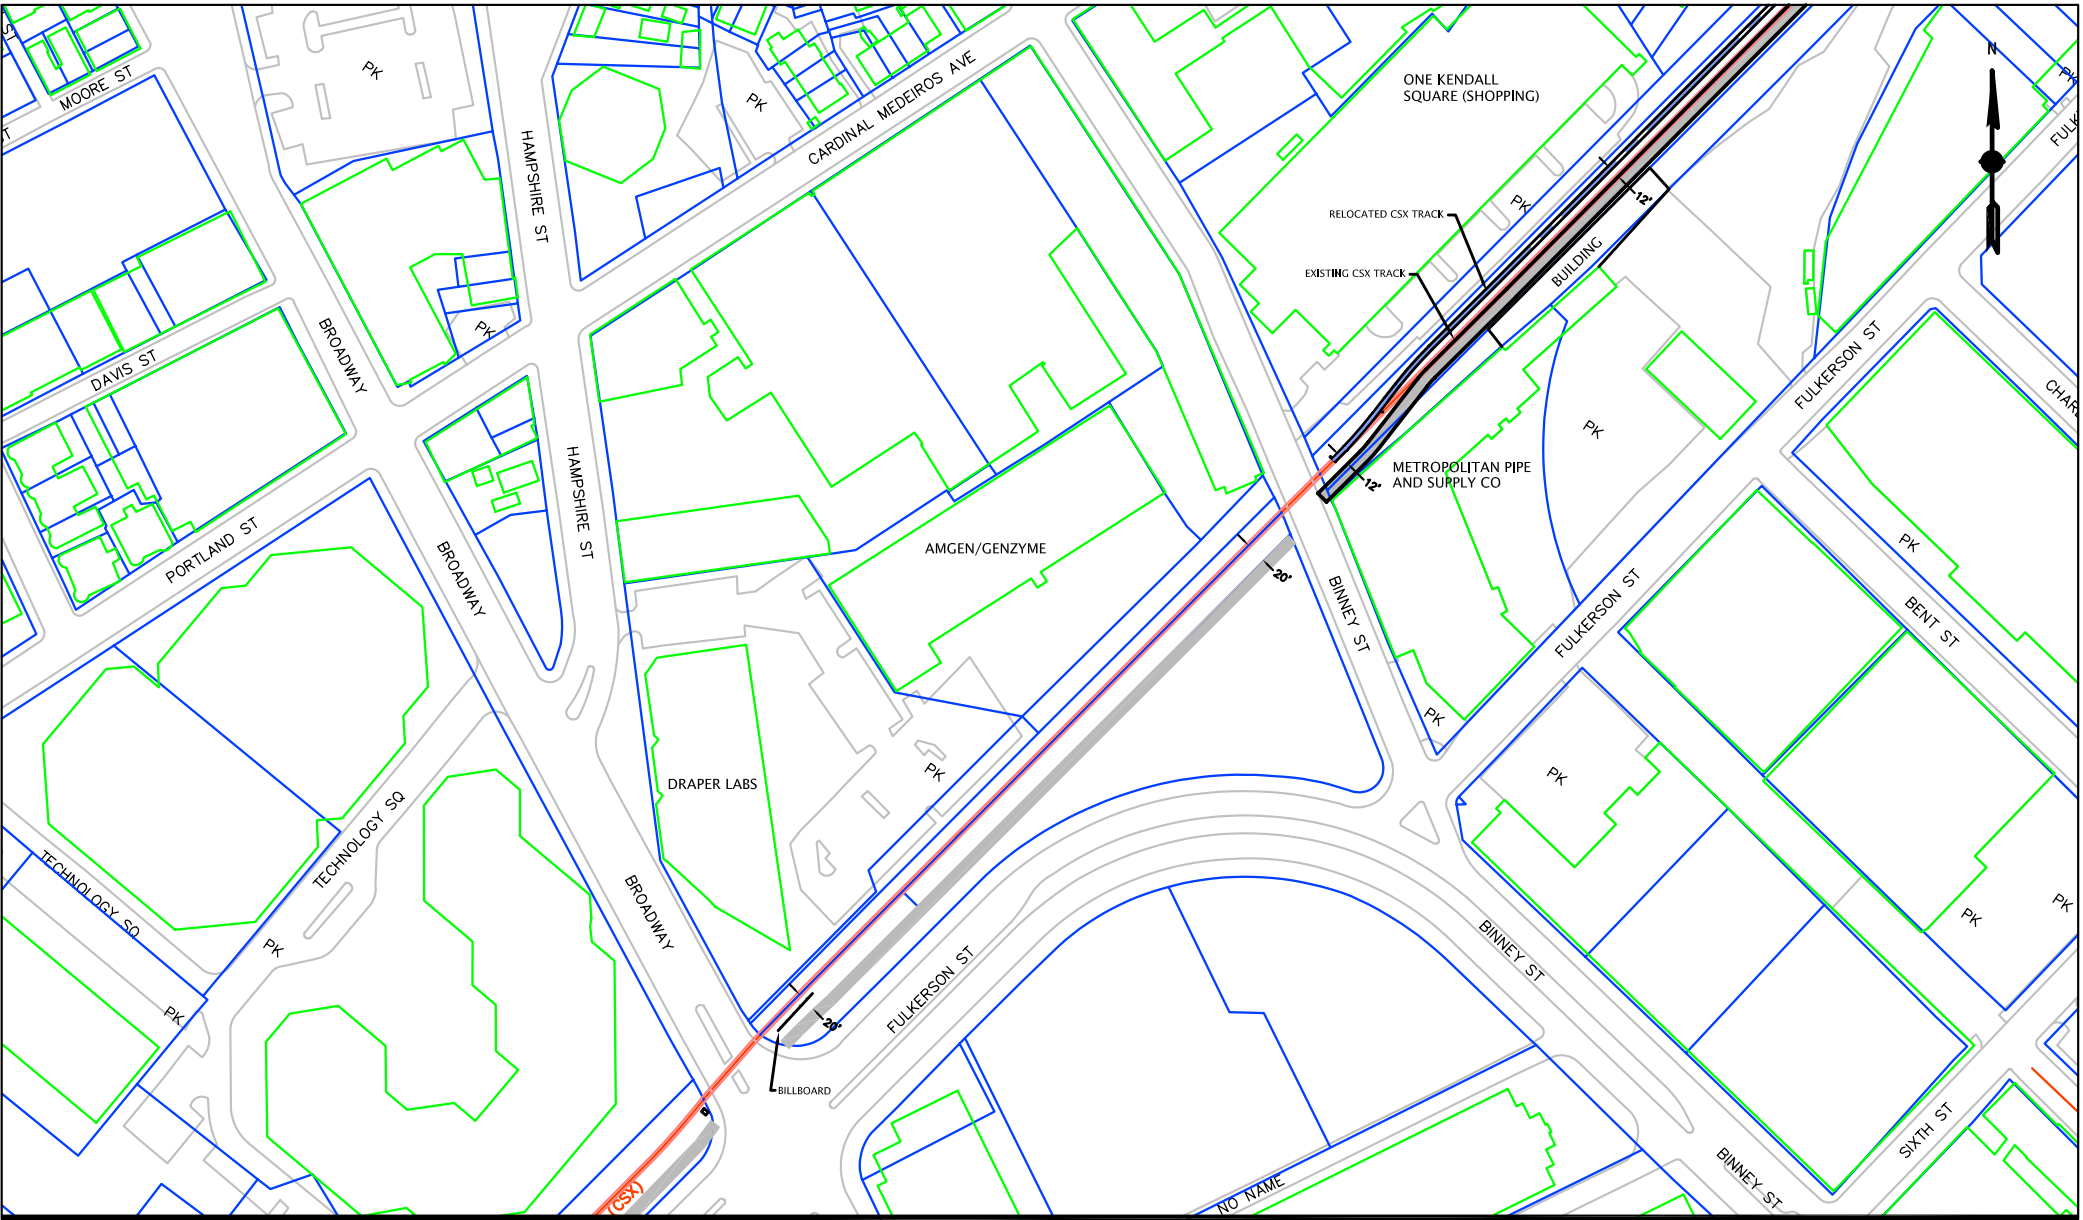 ST
MOORE ST
ST
PK
HAMPSHIRE ST
PK
CARDINAL MEDEIROS AVE
ONE KENDALL
SQUARE (SHOPPING)
N
PK
PK
12'
RELOCATED CSX TRACK
EXISTING CSX TRACK
BUILDING
BROADWAY
PK
DAVIS ST
FULKERSON ST
PK
METROPOLITAN PIPE
AND SUPPLY CO
12'
HAMPSHIRE ST
PORTLAND ST
BROADWAY
AMGEN/GENZYME
20'
BINNEY ST
FULKERSON ST
PK
BENT ST
PK
DRAPER LABS
PK
PK
TECHNOLOGY SQ
TECHNOLOGY SQ
BROADWAY
PK
PK
PK
BINNEY ST
FULKERSON ST
PK
20'
BILLBOARD
SIXTH ST
BINNEY ST
NO NAME
(CSX)